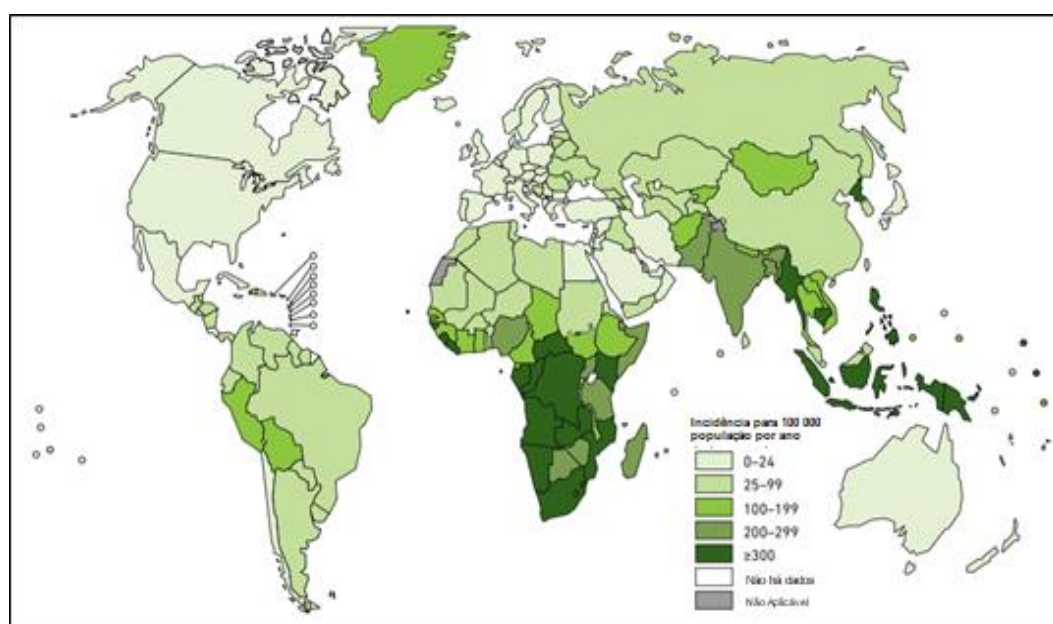 Incidência para 100 000
população por ano
0–24
25–99
100–199
200–299
≥300
Não há dados
Não Aplicável